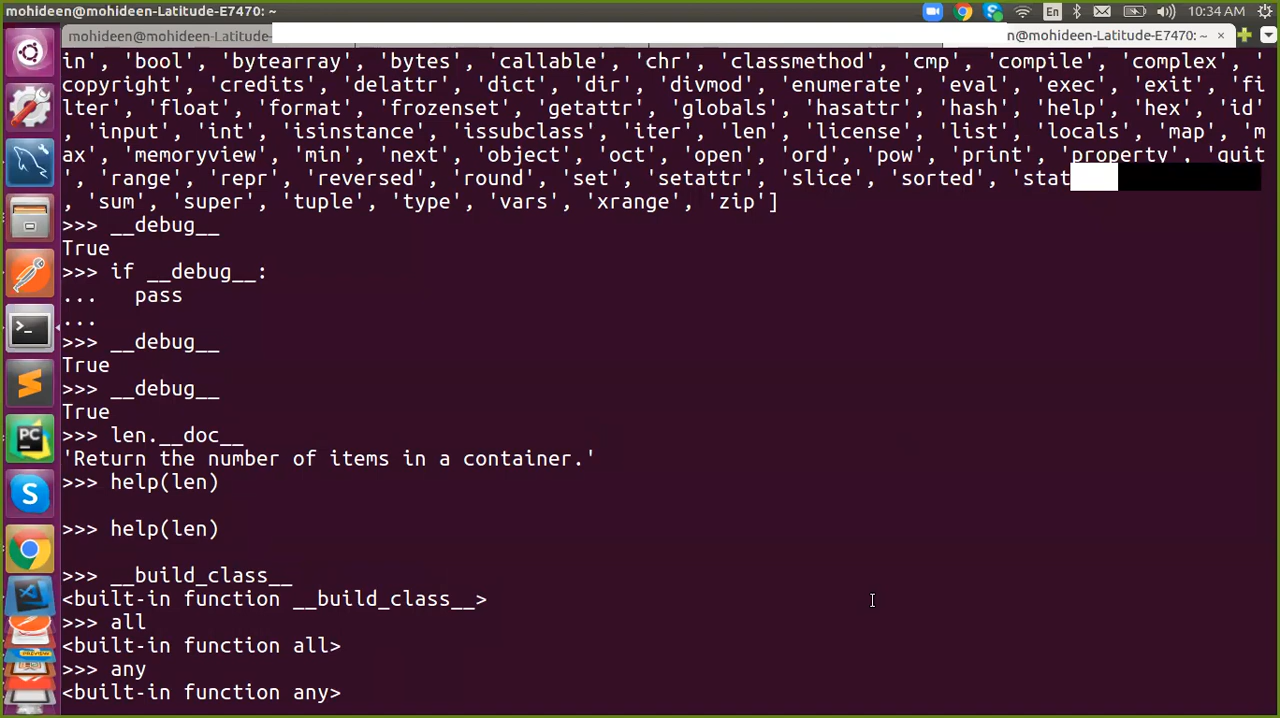 mohideen@mohideen-Latitude-E7470: ~
En
10:34 AM
mohideen@mohideen-Latitude-
n@mohideen-Latitude-E7470: ~ ×
in', 'bool', 'bytearray', 'bytes', 'callable', 'chr', 'classmethod', 'cmp', 'compile', 'complex', '
copyright', 'credits', 'delattr', 'dict', 'dir', 'divmod', 'enumerate', 'eval', 'exec', 'exit', 'fi
lter', 'float', 'format', 'frozenset', 'getattr', 'globals', 'hasattr', 'hash', 'help', 'hex', 'id'
, 'input', 'int', 'isinstance', 'issubclass', 'iter', 'len', 'license', 'list', 'locals', 'map', 'm
ax', 'memoryview', 'min', 'next', 'object', 'oct', 'open', 'ord', 'pow', 'print', 'property', 'quit
', 'range', 'repr', 'reversed', 'round', 'set', 'setattr', 'slice', 'sorted', 'stat
, 'sum', 'super', 'tuple', 'type', 'vars', 'xrange', 'zip']
>>> __debug__
True
>>> if __debug__:
...   pass
...
>>> __debug__
True
>>> __debug__
True
>>> len.__doc__
'Return the number of items in a container.'
>>> help(len)
>>> help(len)
>>> __build_class__
<built-in function __build_class__>
>>> all
<built-in function all>
>>> any
<built-in function any>